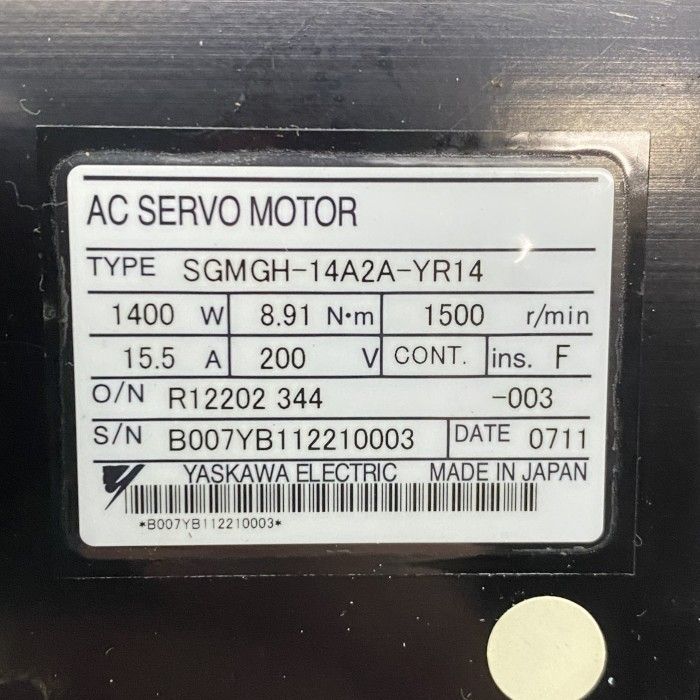 AC SERVO MOTOR
TYPE SGMGH-14A2A-YR14
1400 W 8.91 N·m 1500 r/min
15.5 A 200 V CONT. ins. F
O/N R12202 344 -003
S/N B007YB112210003 DATE 0711
YASKAWA ELECTRIC MADE IN JAPAN
*B007YB112210003*